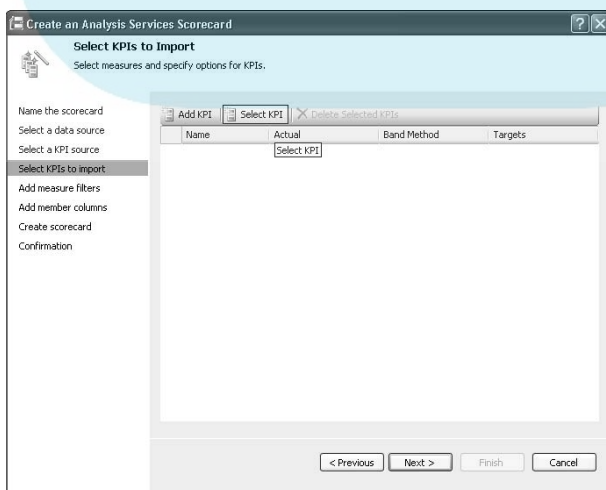 Create an Analysis Services Scorecard
Select KPIs to Import
Select measures and specify options for KPIs.
Name the scorecard
Select a data source
Select a KPI source
Select KPIs to import
Add measure filters
Add member columns
Create scorecard
Confirmation
Add KPI Select KPI Delete Selected KPIs
Name Actual Band Method Targets
Select KPI
< Previous Next > Finish Cancel